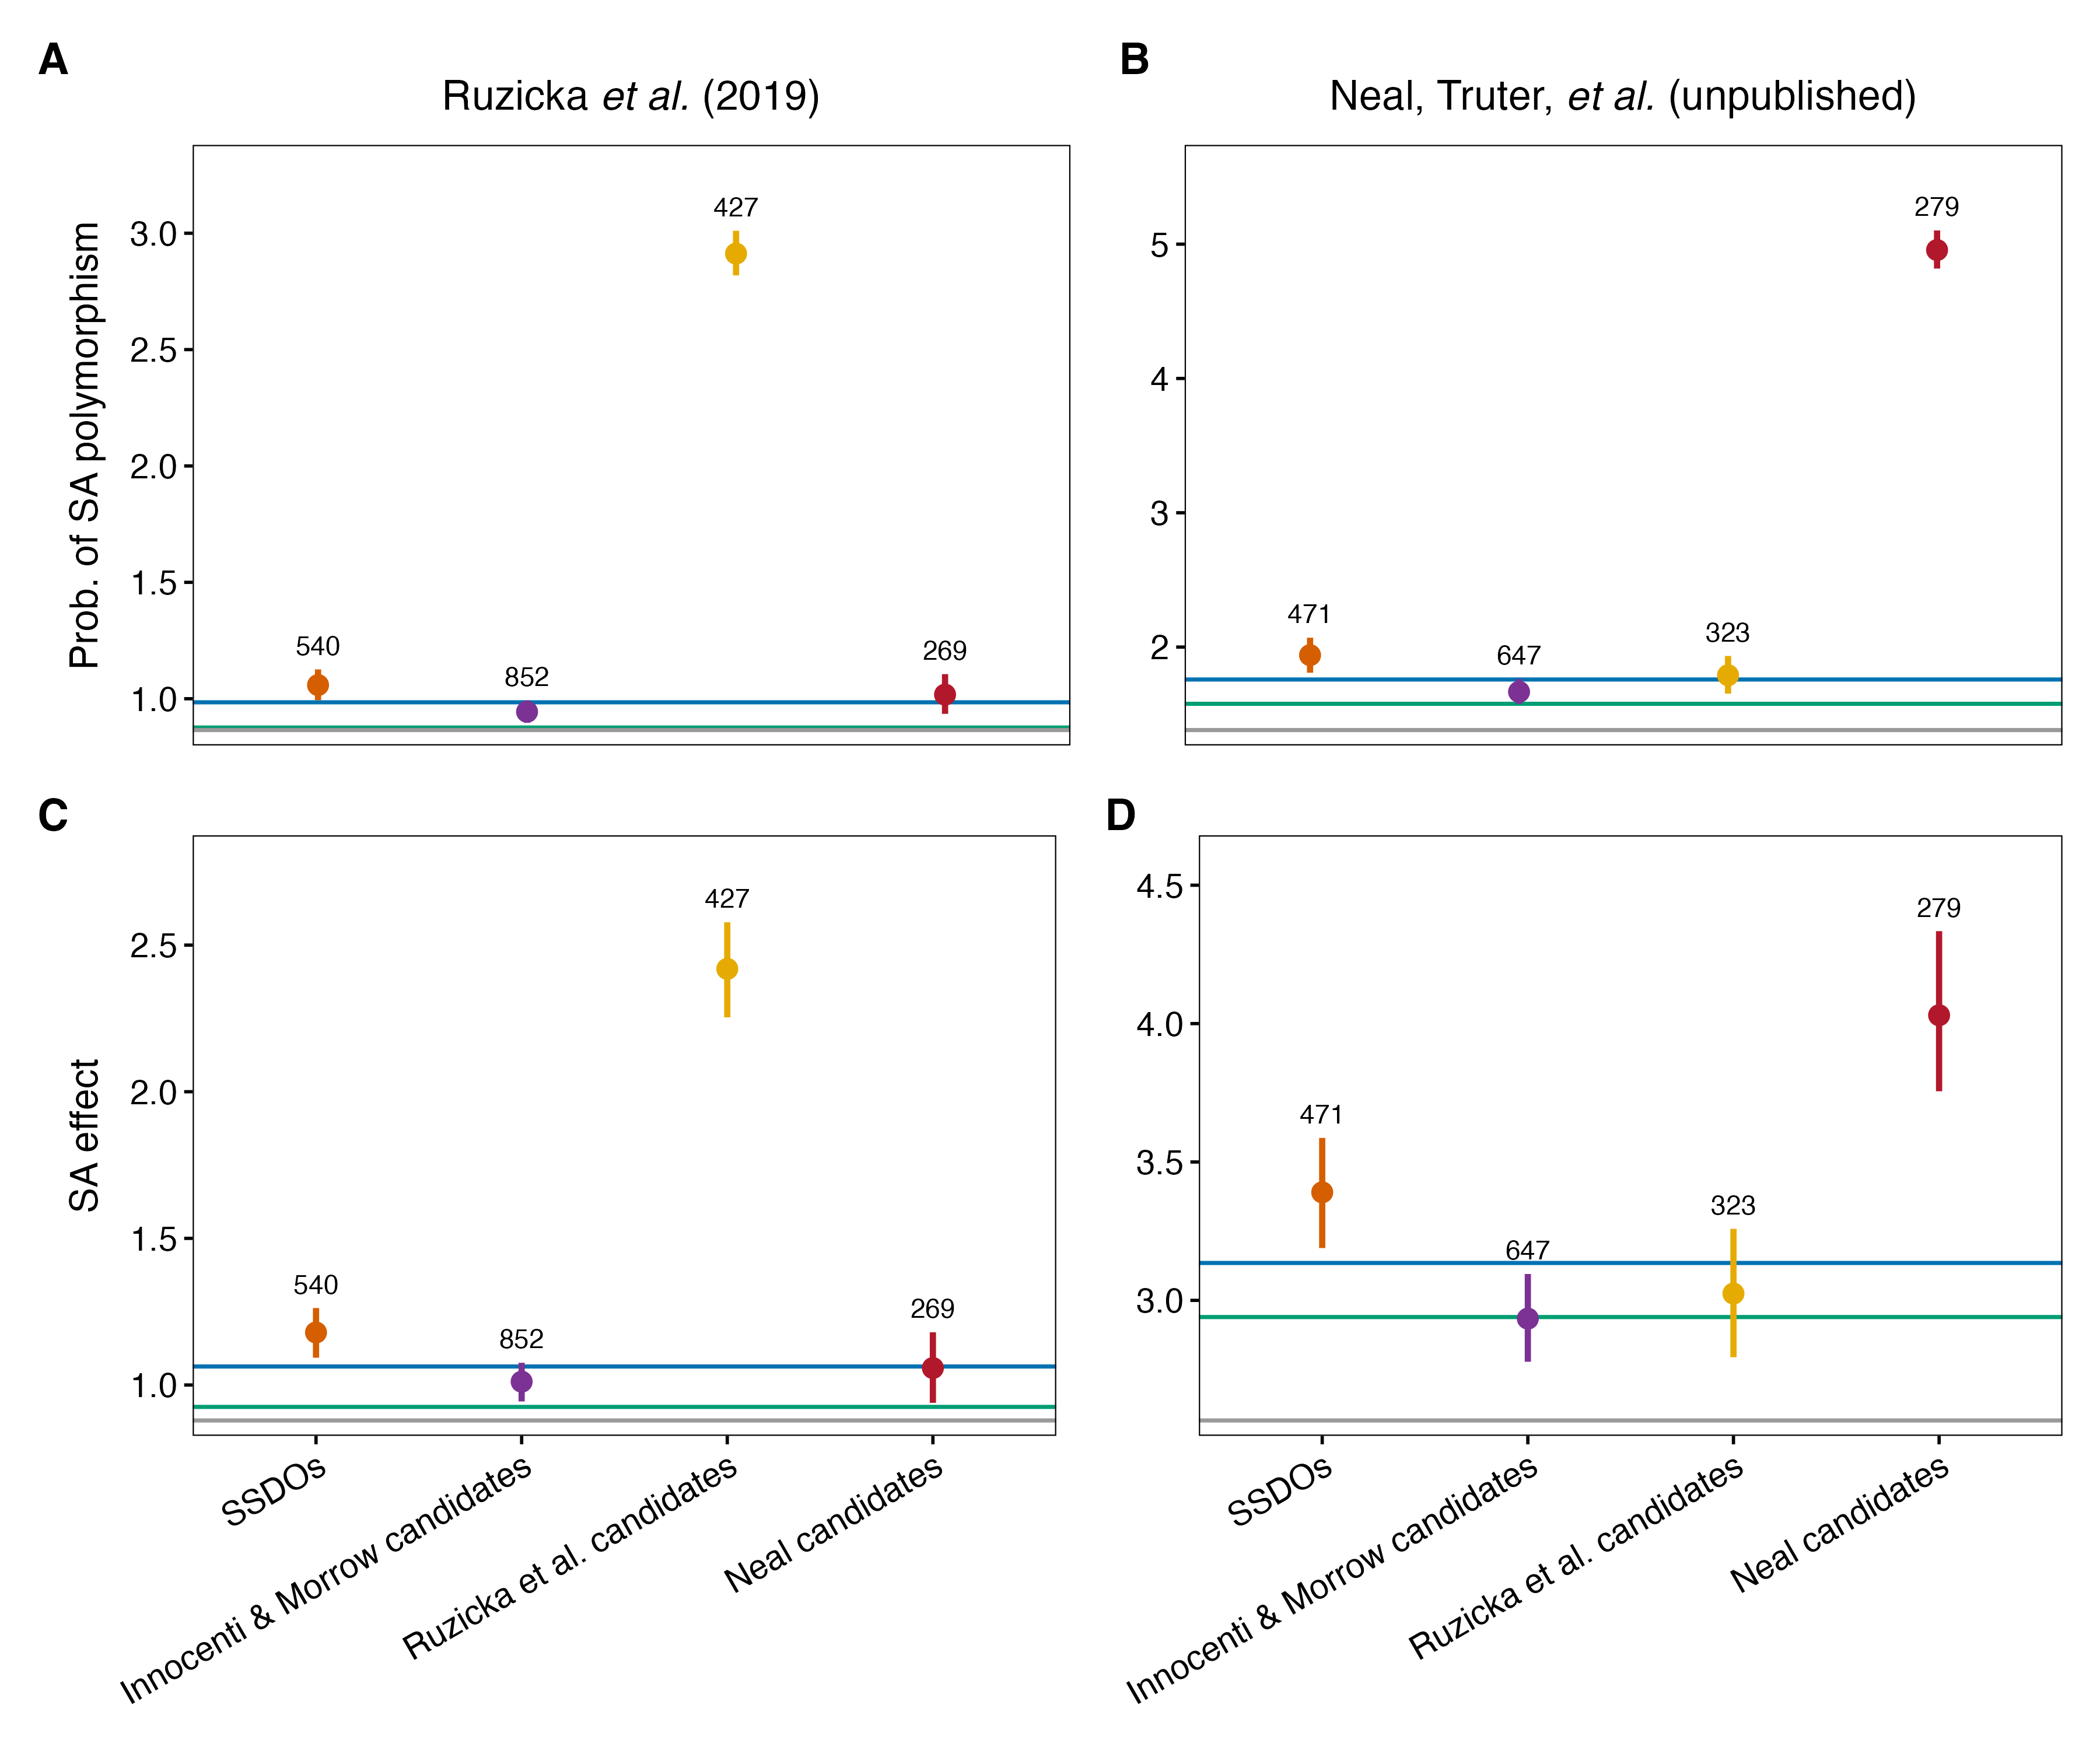 A
B
Ruzicka et al. (2019)
Neal, Truter, et al. (unpublished)
Prob. of SA polymorphism
3.0
2.5
2.0
1.5
1.0
540
852
427
269
5
4
3
2
471
647
323
279
C
D
SA effect
2.5
2.0
1.5
1.0
540
852
427
269
4.5
4.0
3.5
3.0
471
647
323
279
SSDOs
Innocenti & Morrow candidates
Ruzicka et al. candidates
Neal candidates
SSDOs
Innocenti & Morrow candidates
Ruzicka et al. candidates
Neal candidates